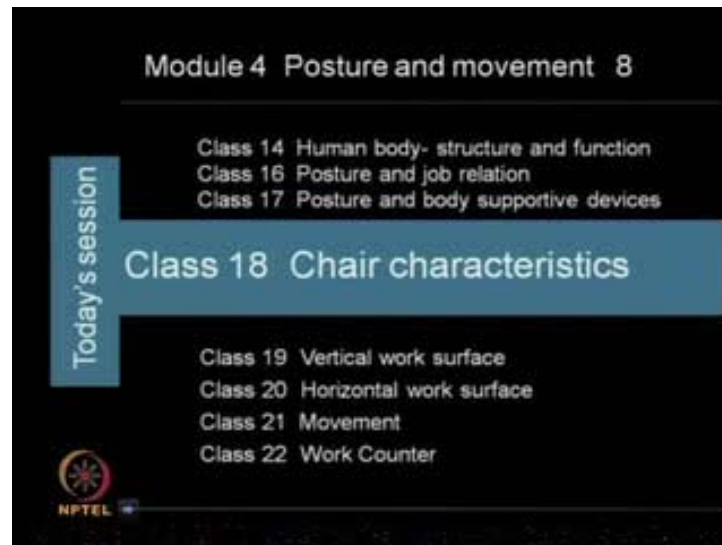 Module 4 Posture and movement 8
Class 14 Human body- structure and function
Class 16 Posture and job relation
Class 17 Posture and body supportive devices
Today's session
Class 18 Chair characteristics
Class 19 Vertical work surface
Class 20 Horizontal work surface
Class 21 Movement
Class 22 Work Counter
NPTEL